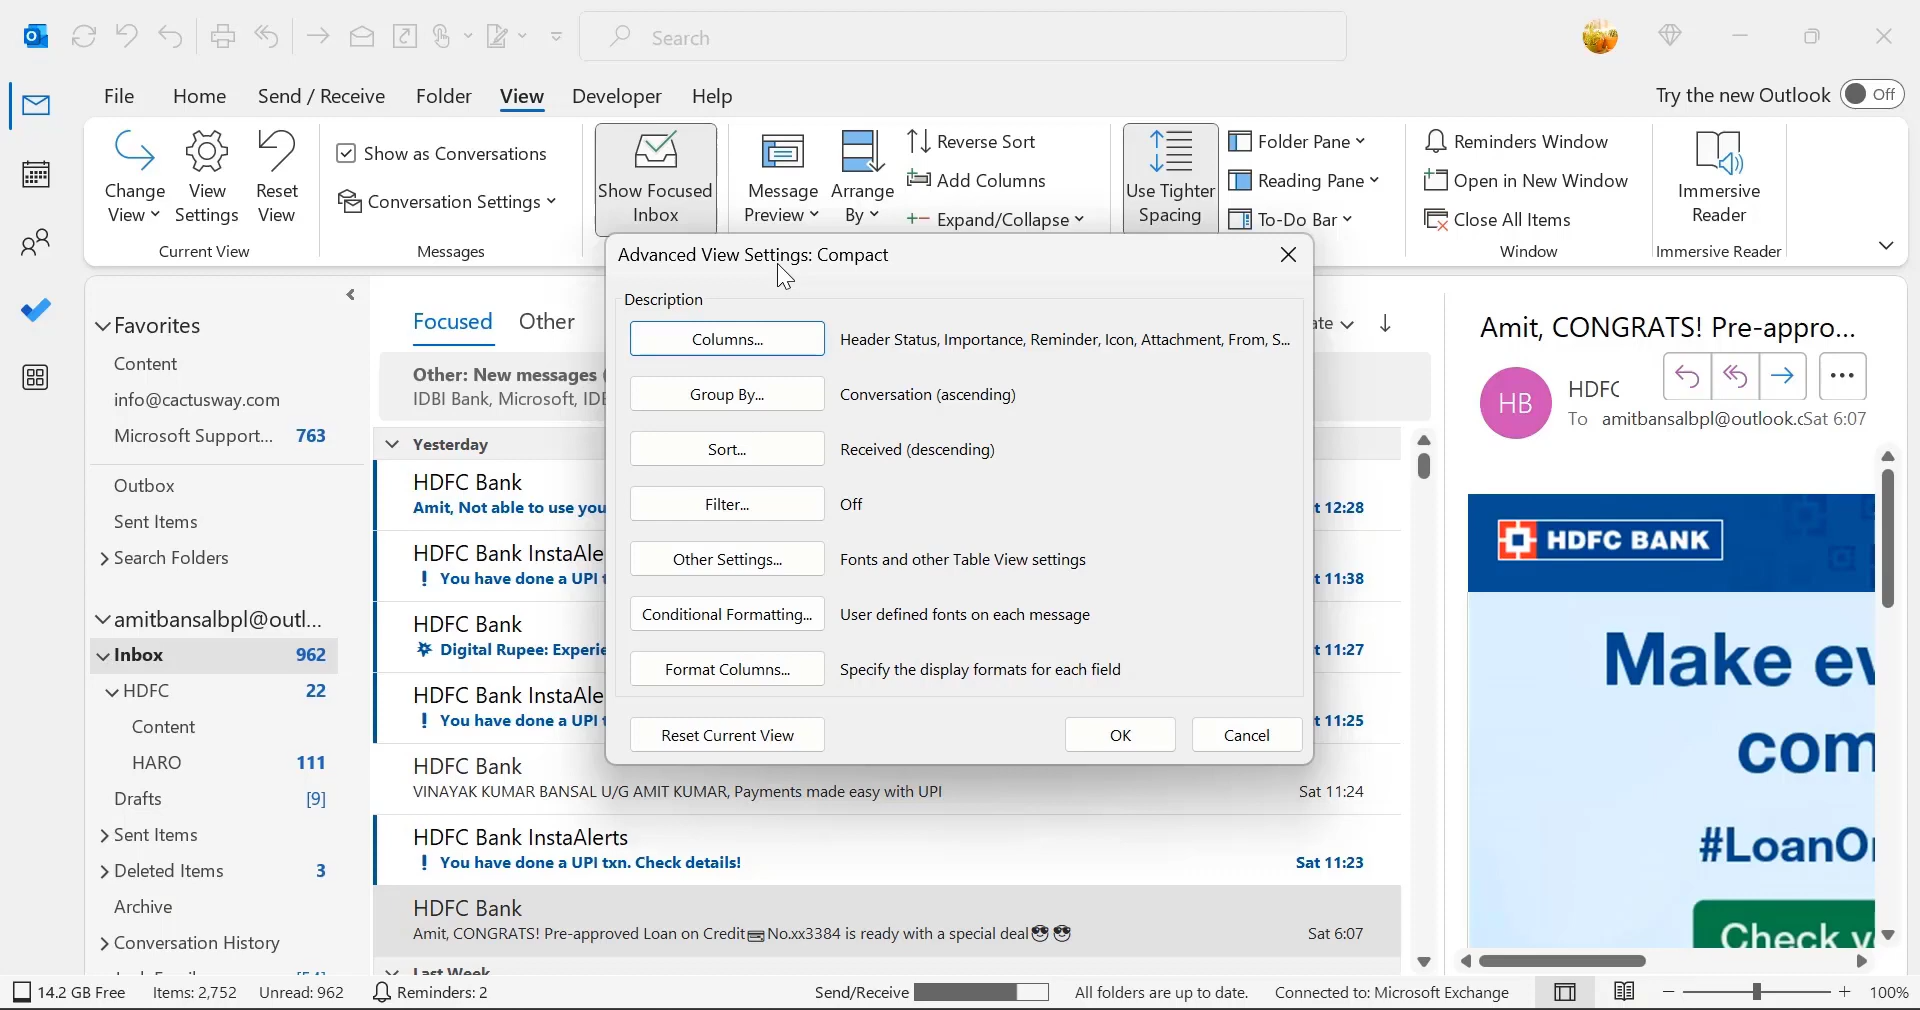 Search
File Home Send / Receive Folder View Developer Help
Try the new Outlook Off
Change View
View Settings
Reset View
Current View
Show as Conversations
Conversation Settings
Messages
Show Focused Inbox
Message Preview
Arrange By
Reverse Sort
Add Columns
Expand/Collapse
Use Tighter Spacing
Folder Pane
Reading Pane
To-Do Bar
Reminders Window
Open in New Window
Close All Items
Window
Immersive Reader
Immersive Reader
Favorites
Content
info@cactusway.com
Microsoft Support... 763
Outbox
Sent Items
Search Folders
amitbansalbpl@outl...
Inbox 962
HDFC 22
Content
HARO 111
Drafts [9]
Sent Items
Deleted Items 3
Archive
Conversation History
Focused Other
Other: New messages (
IDBI Bank, Microsoft, IDB
Yesterday
HDFC Bank
Amit, Not able to use you
t 12:28
HDFC Bank InstaAle
! You have done a UPI t
t 11:38
HDFC Bank
Digital Rupee: Experie
t 11:27
HDFC Bank InstaAle
! You have done a UPI t
t 11:25
HDFC Bank
VINAYAK KUMAR BANSAL U/G AMIT KUMAR, Payments made easy with UPI Sat 11:24
HDFC Bank InstaAlerts
! You have done a UPI txn. Check details! Sat 11:23
HDFC Bank
Amit, CONGRATS! Pre-approved Loan on Credit💳No.xx3384 is ready with a special deal😎 😎 Sat 6:07
Last Week
Advanced View Settings: Compact
Description
Columns... Header Status, Importance, Reminder, Icon, Attachment, From, S...
Group By... Conversation (ascending)
Sort... Received (descending)
Filter... Off
Other Settings... Fonts and other Table View settings
Conditional Formatting... User defined fonts on each message
Format Columns... Specify the display formats for each field
Reset Current View OK Cancel
Amit, CONGRATS! Pre-appro...
HB
HDFC
To amitbansalbpl@outlook.c Sat 6:07
HDFC BANK
Make ev
com
#LoanO
Check y
14.2 GB Free Items: 2,752 Unread: 962 Reminders: 2 Send/Receive All folders are up to date. Connected to: Microsoft Exchange 100%